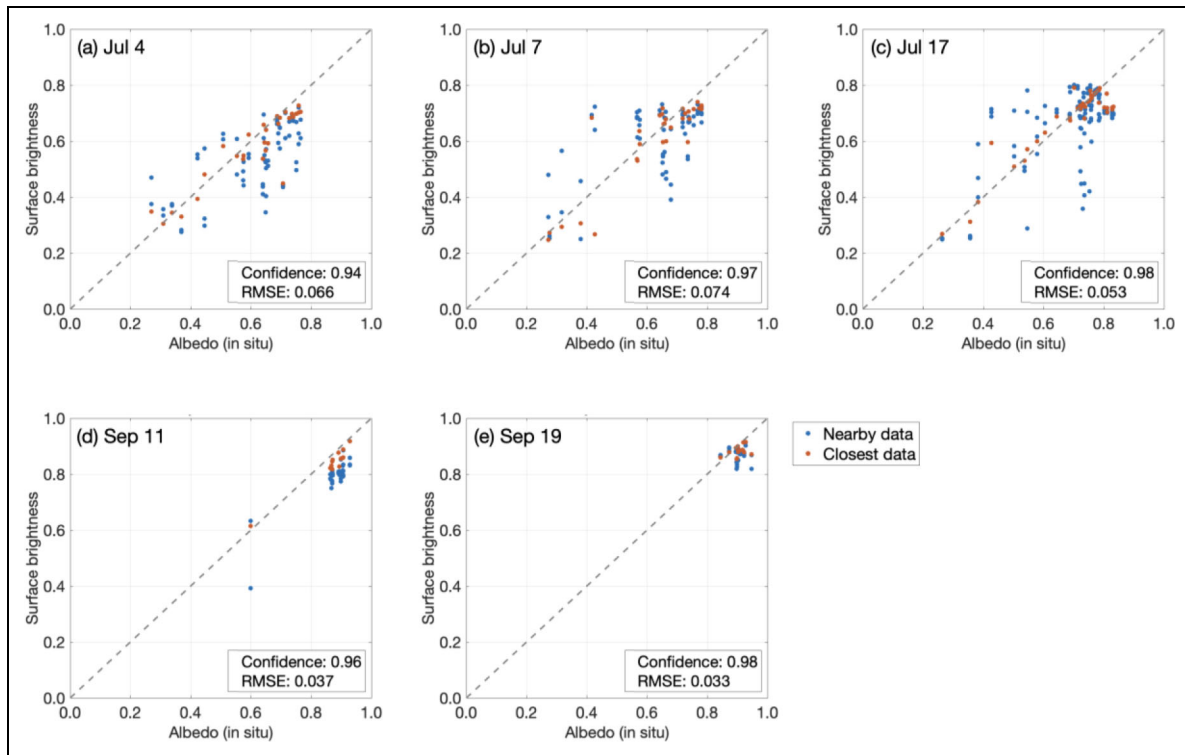 (a) Jul 4
Surface brightness
1.0
0.8
0.6
0.4
0.2
0.0
Confidence: 0.94
RMSE: 0.066
0.0 0.2 0.4 0.6 0.8 1.0
Albedo (in situ)
(b) Jul 7
Surface brightness
1.0
0.8
0.6
0.4
0.2
0.0
Confidence: 0.97
RMSE: 0.074
0.0 0.2 0.4 0.6 0.8 1.0
Albedo (in situ)
(c) Jul 17
Surface brightness
1.0
0.8
0.6
0.4
0.2
0.0
Confidence: 0.98
RMSE: 0.053
0.0 0.2 0.4 0.6 0.8 1.0
Albedo (in situ)
(d) Sep 11
Surface brightness
1.0
0.8
0.6
0.4
0.2
0.0
Confidence: 0.96
RMSE: 0.037
0.0 0.2 0.4 0.6 0.8 1.0
Albedo (in situ)
(e) Sep 19
Surface brightness
1.0
0.8
0.6
0.4
0.2
0.0
Confidence: 0.98
RMSE: 0.033
0.0 0.2 0.4 0.6 0.8 1.0
Albedo (in situ)
Nearby data
Closest data